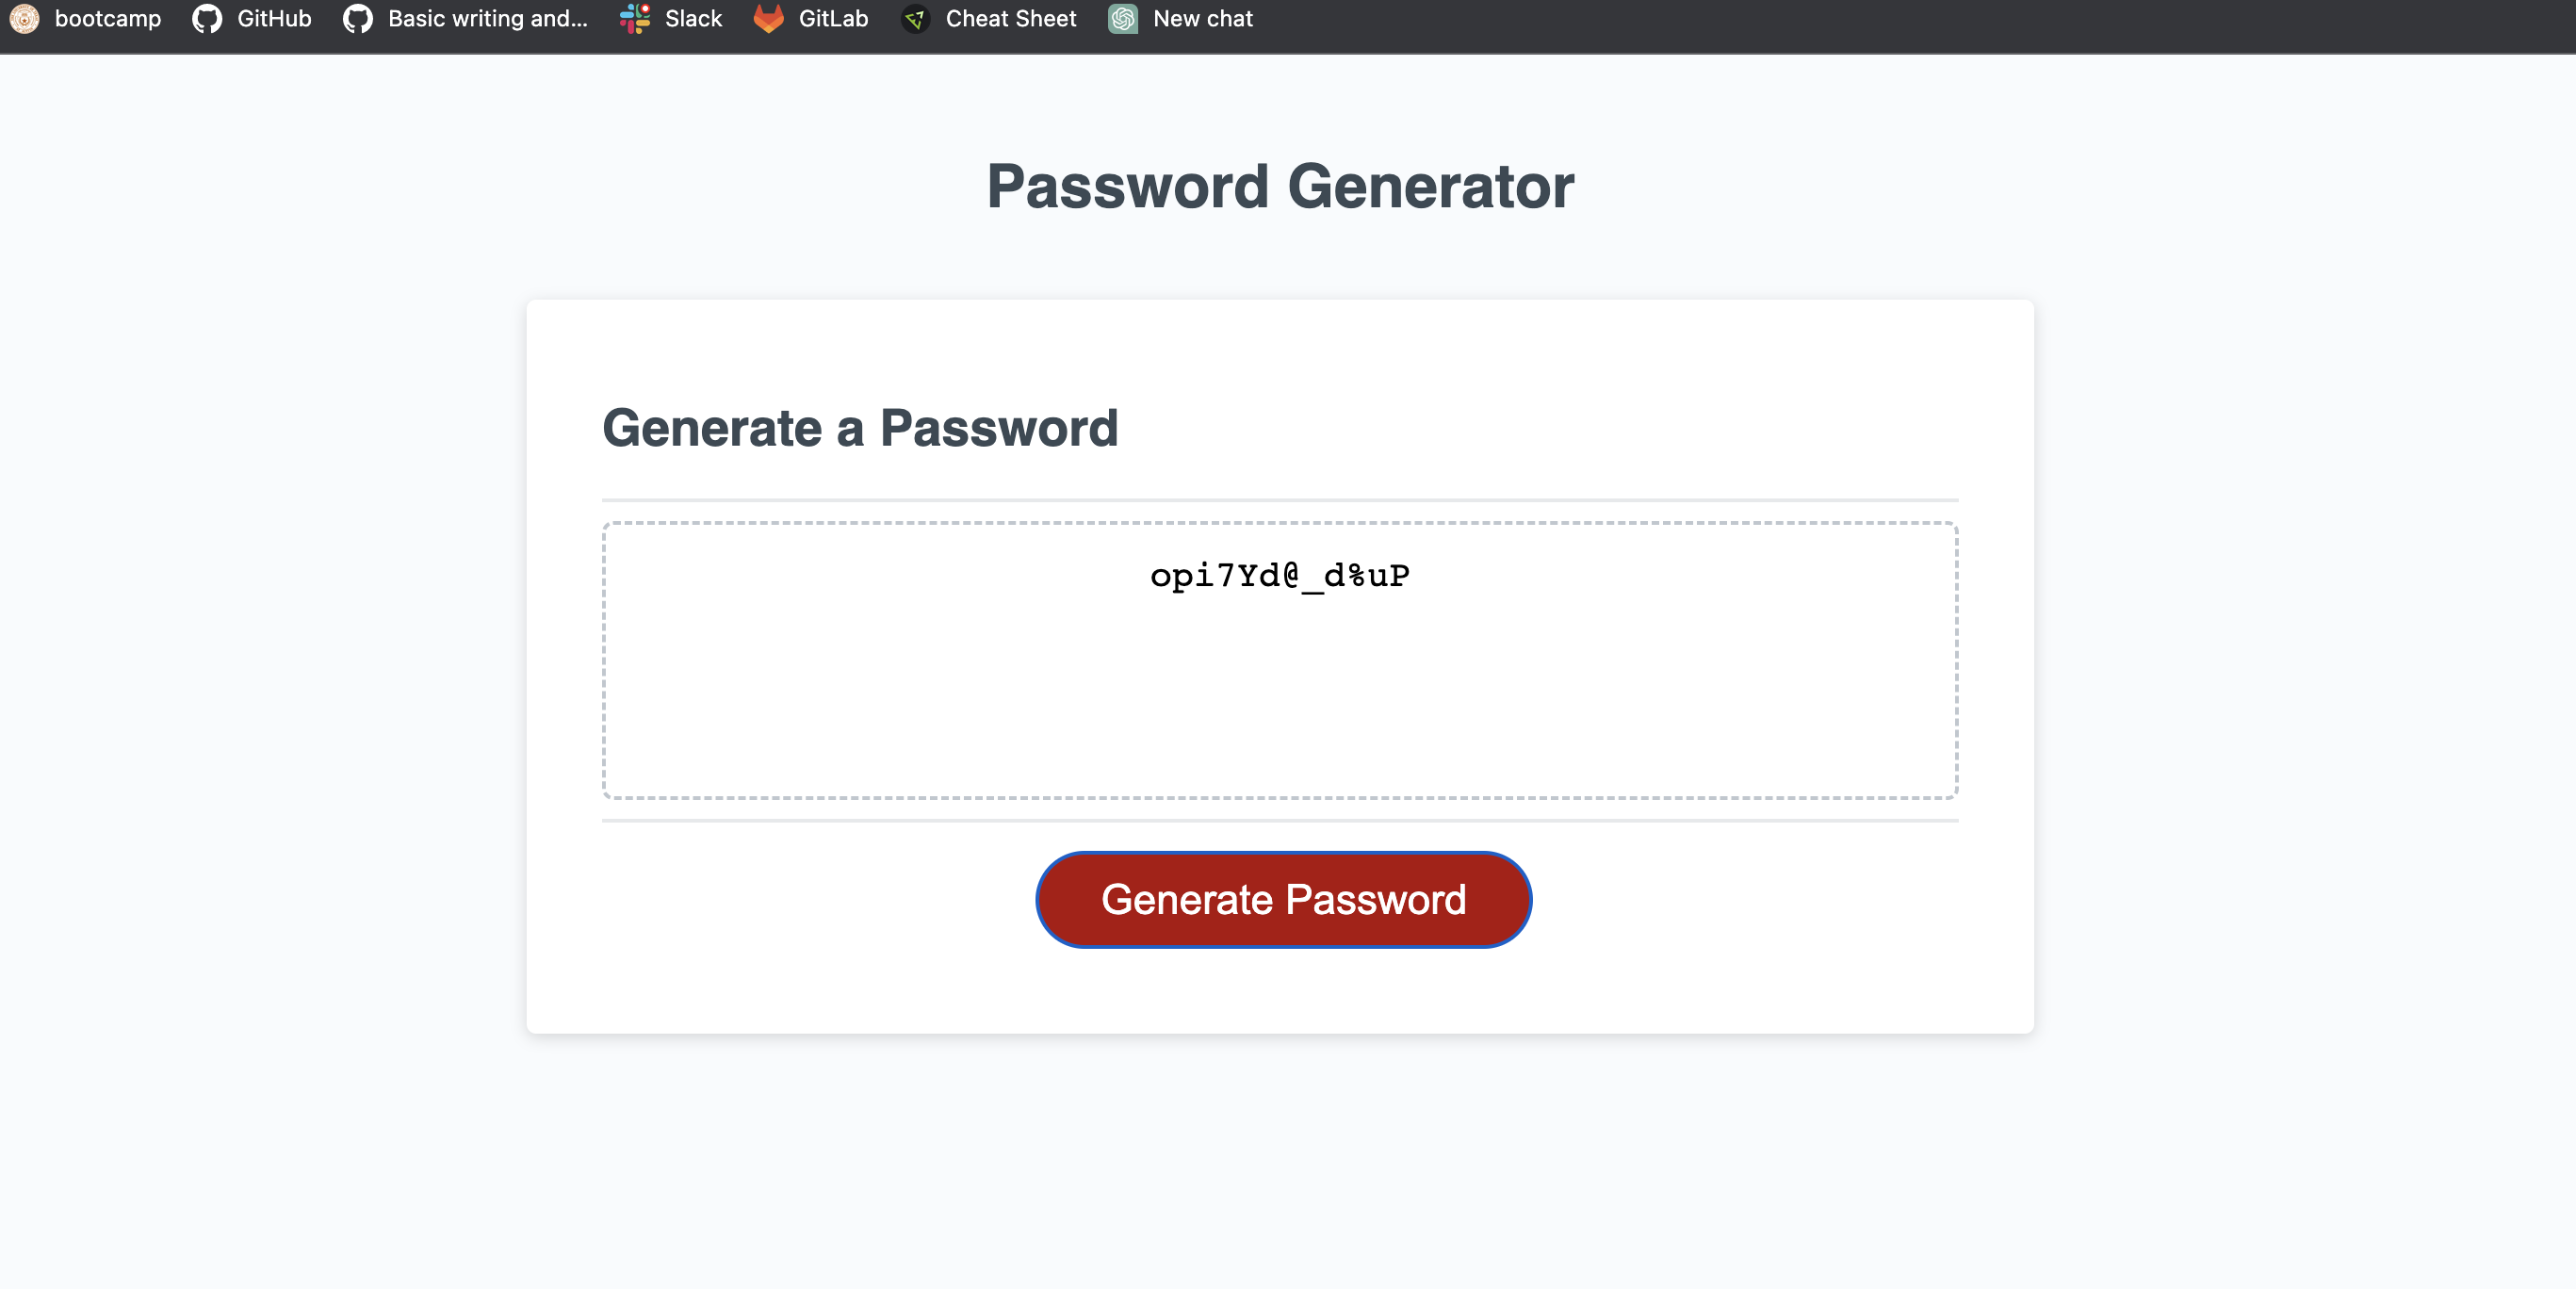 bootcamp GitHub Basic writing and... Slack GitLab Cheat Sheet New chat
Password Generator
Generate a Password
opi7Yd@_d%uP
Generate Password